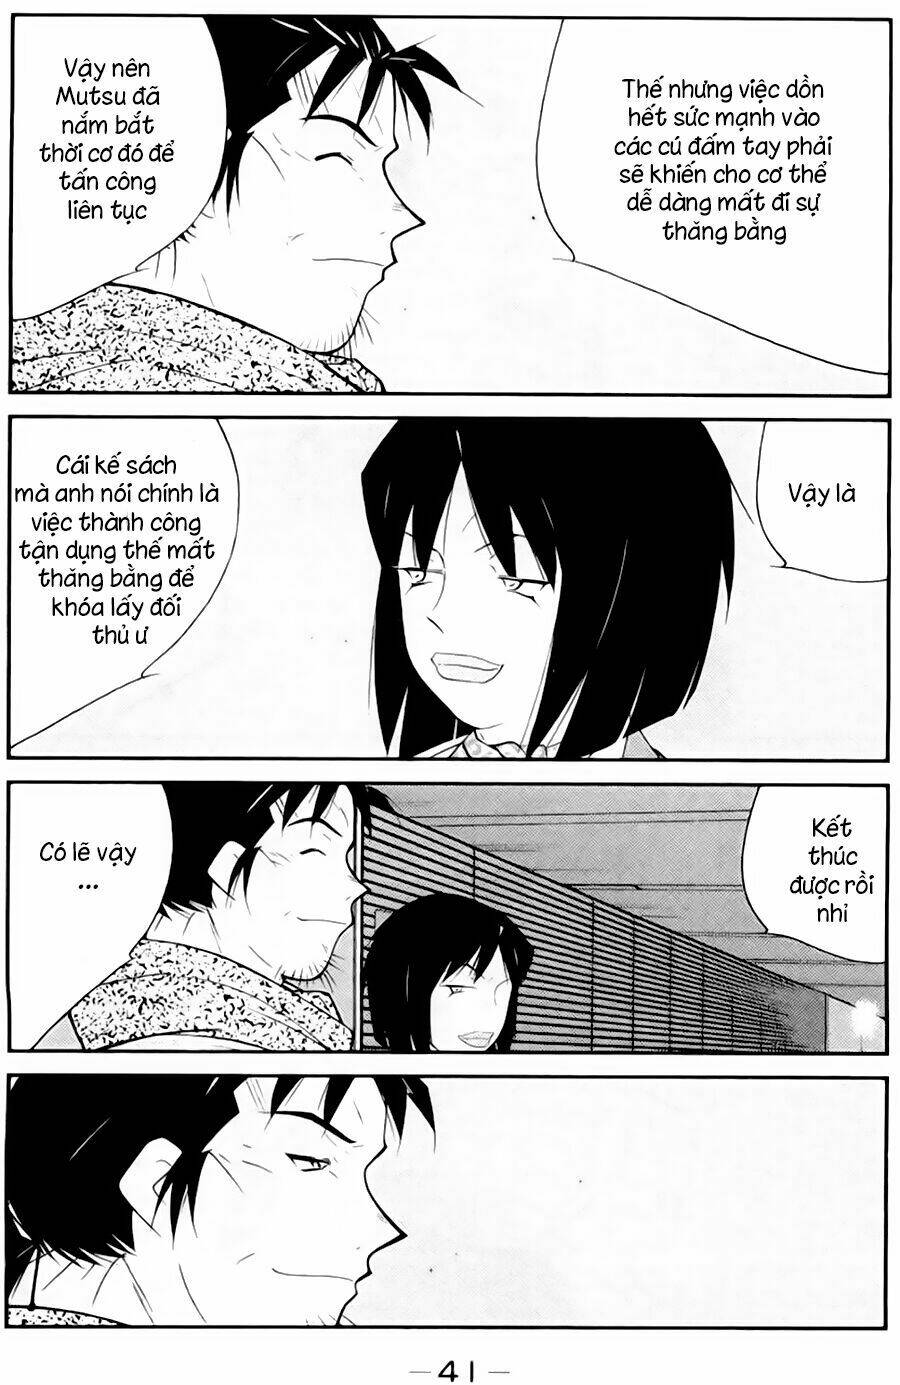 Thế nhưng việc dồn
hết sức mạnh vào
các cú đấm tay phải
sẽ khiến cho cơ thể
dễ dàng mất đi sự
thăng bằng
Vậy nên
Mutsu đã
nắm bắt
thời cơ đó để
tấn công
liên tục
Vậy là
Cái kế sách
mà anh nói chính là
việc thành công
tận dụng thế mất
thăng bằng để
khóa lấy đối
thủ ư
Kết
thúc
được rồi
nhỉ
Có lẽ vậy
...
— 41 —